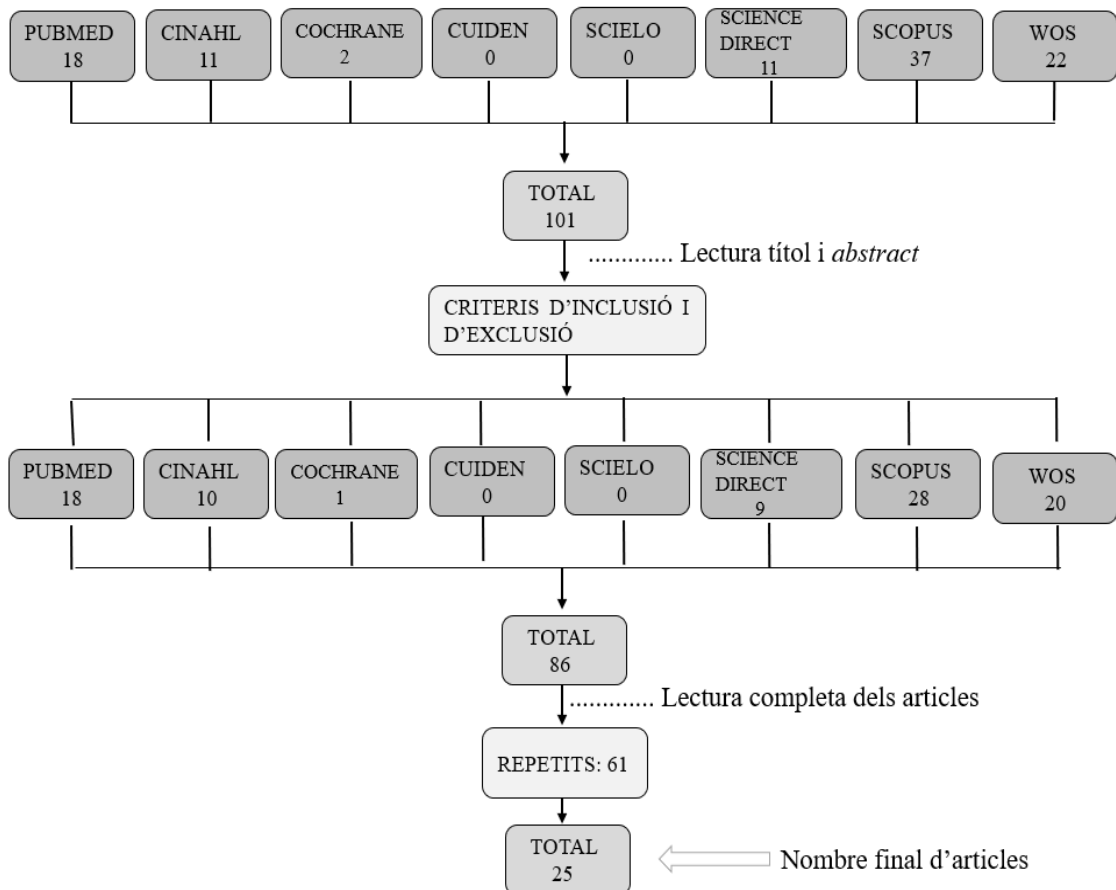 PUBMED
18
CINAHL
11
COCHRANE
2
CUIDEN
0
SCIELO
0
SCIENCE
DIRECT
11
SCOPUS
37
WOS
22
TOTAL
101
............. Lectura títol i abstract
CRITERIS D'INCLUSIÓ I
D'EXCLUSIÓ
PUBMED
18
CINAHL
10
COCHRANE
1
CUIDEN
0
SCIELO
0
SCIENCE
DIRECT
9
SCOPUS
28
WOS
20
TOTAL
86
.............. Lectura completa dels articles
REPETITS: 61
TOTAL
25
Nombre final d'articles